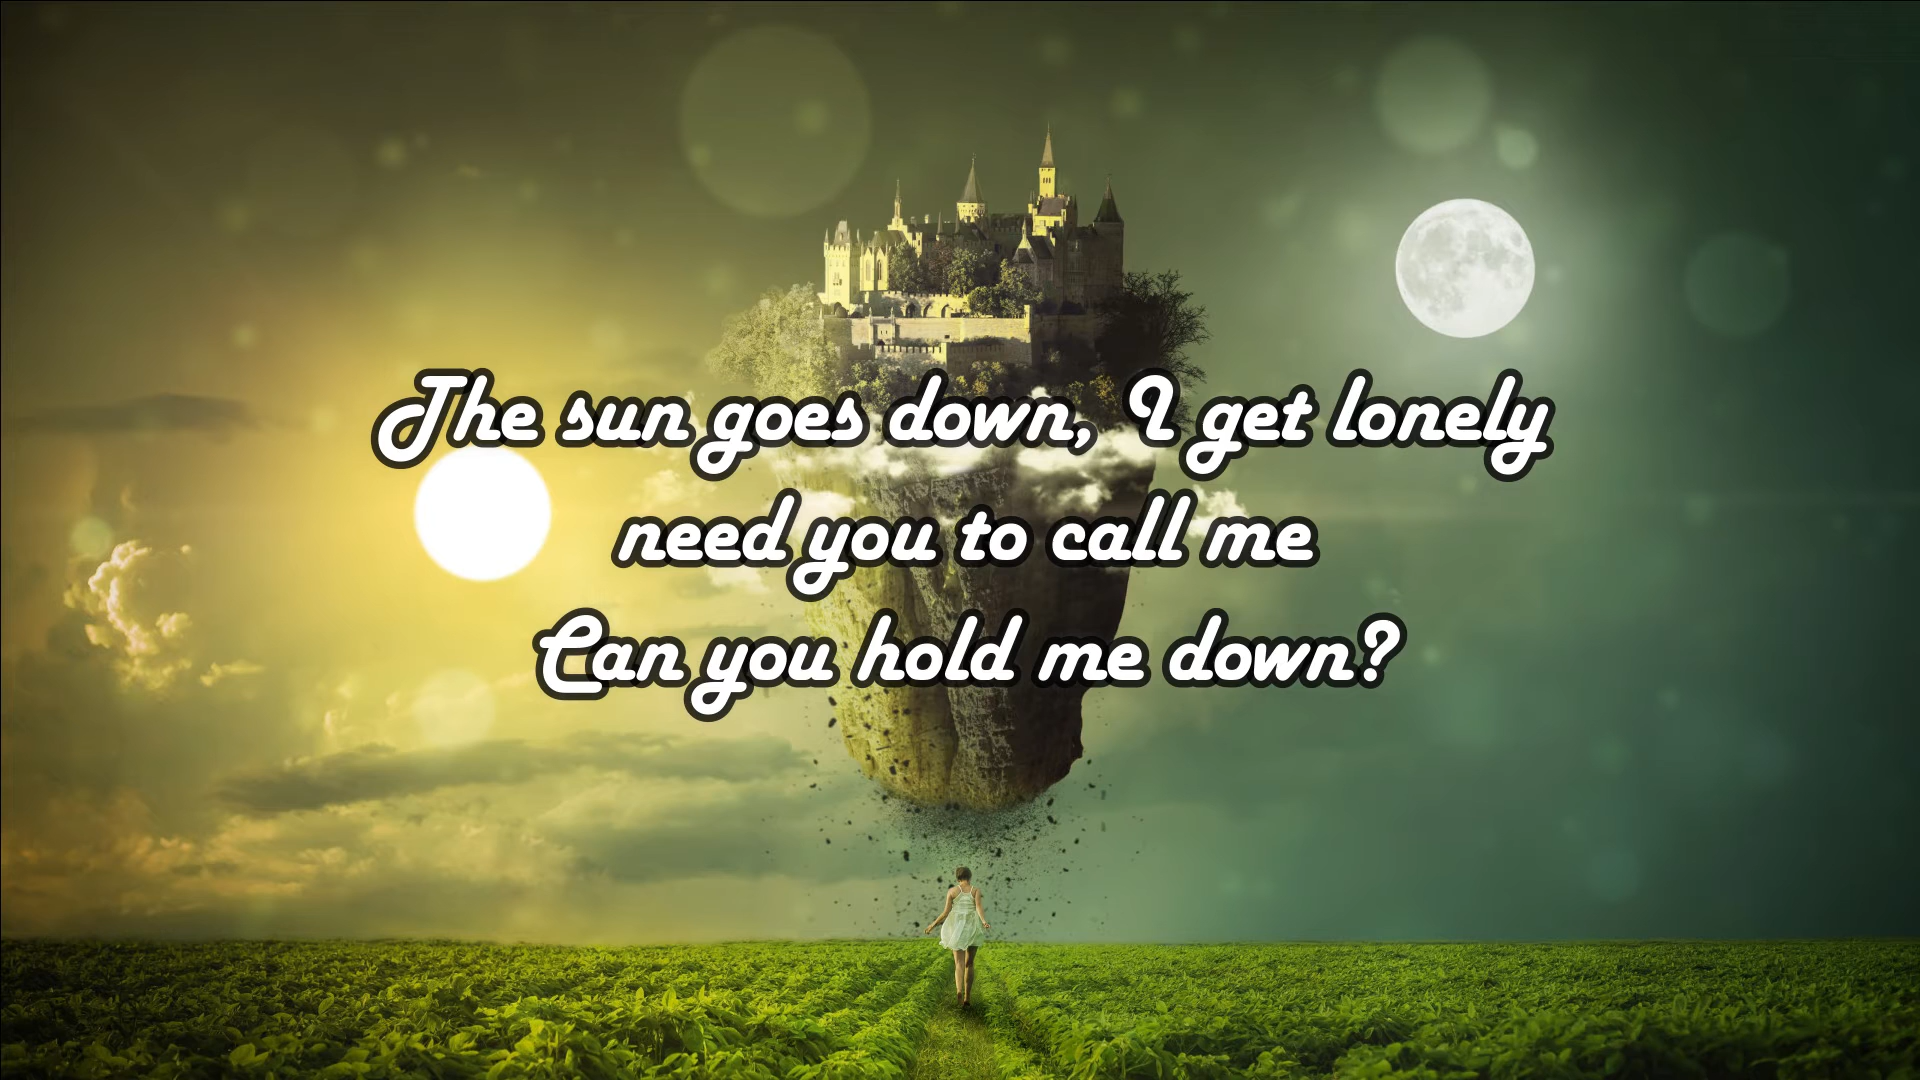 The sun goes down, I get lonely
need you to call me
Can you hold me down?